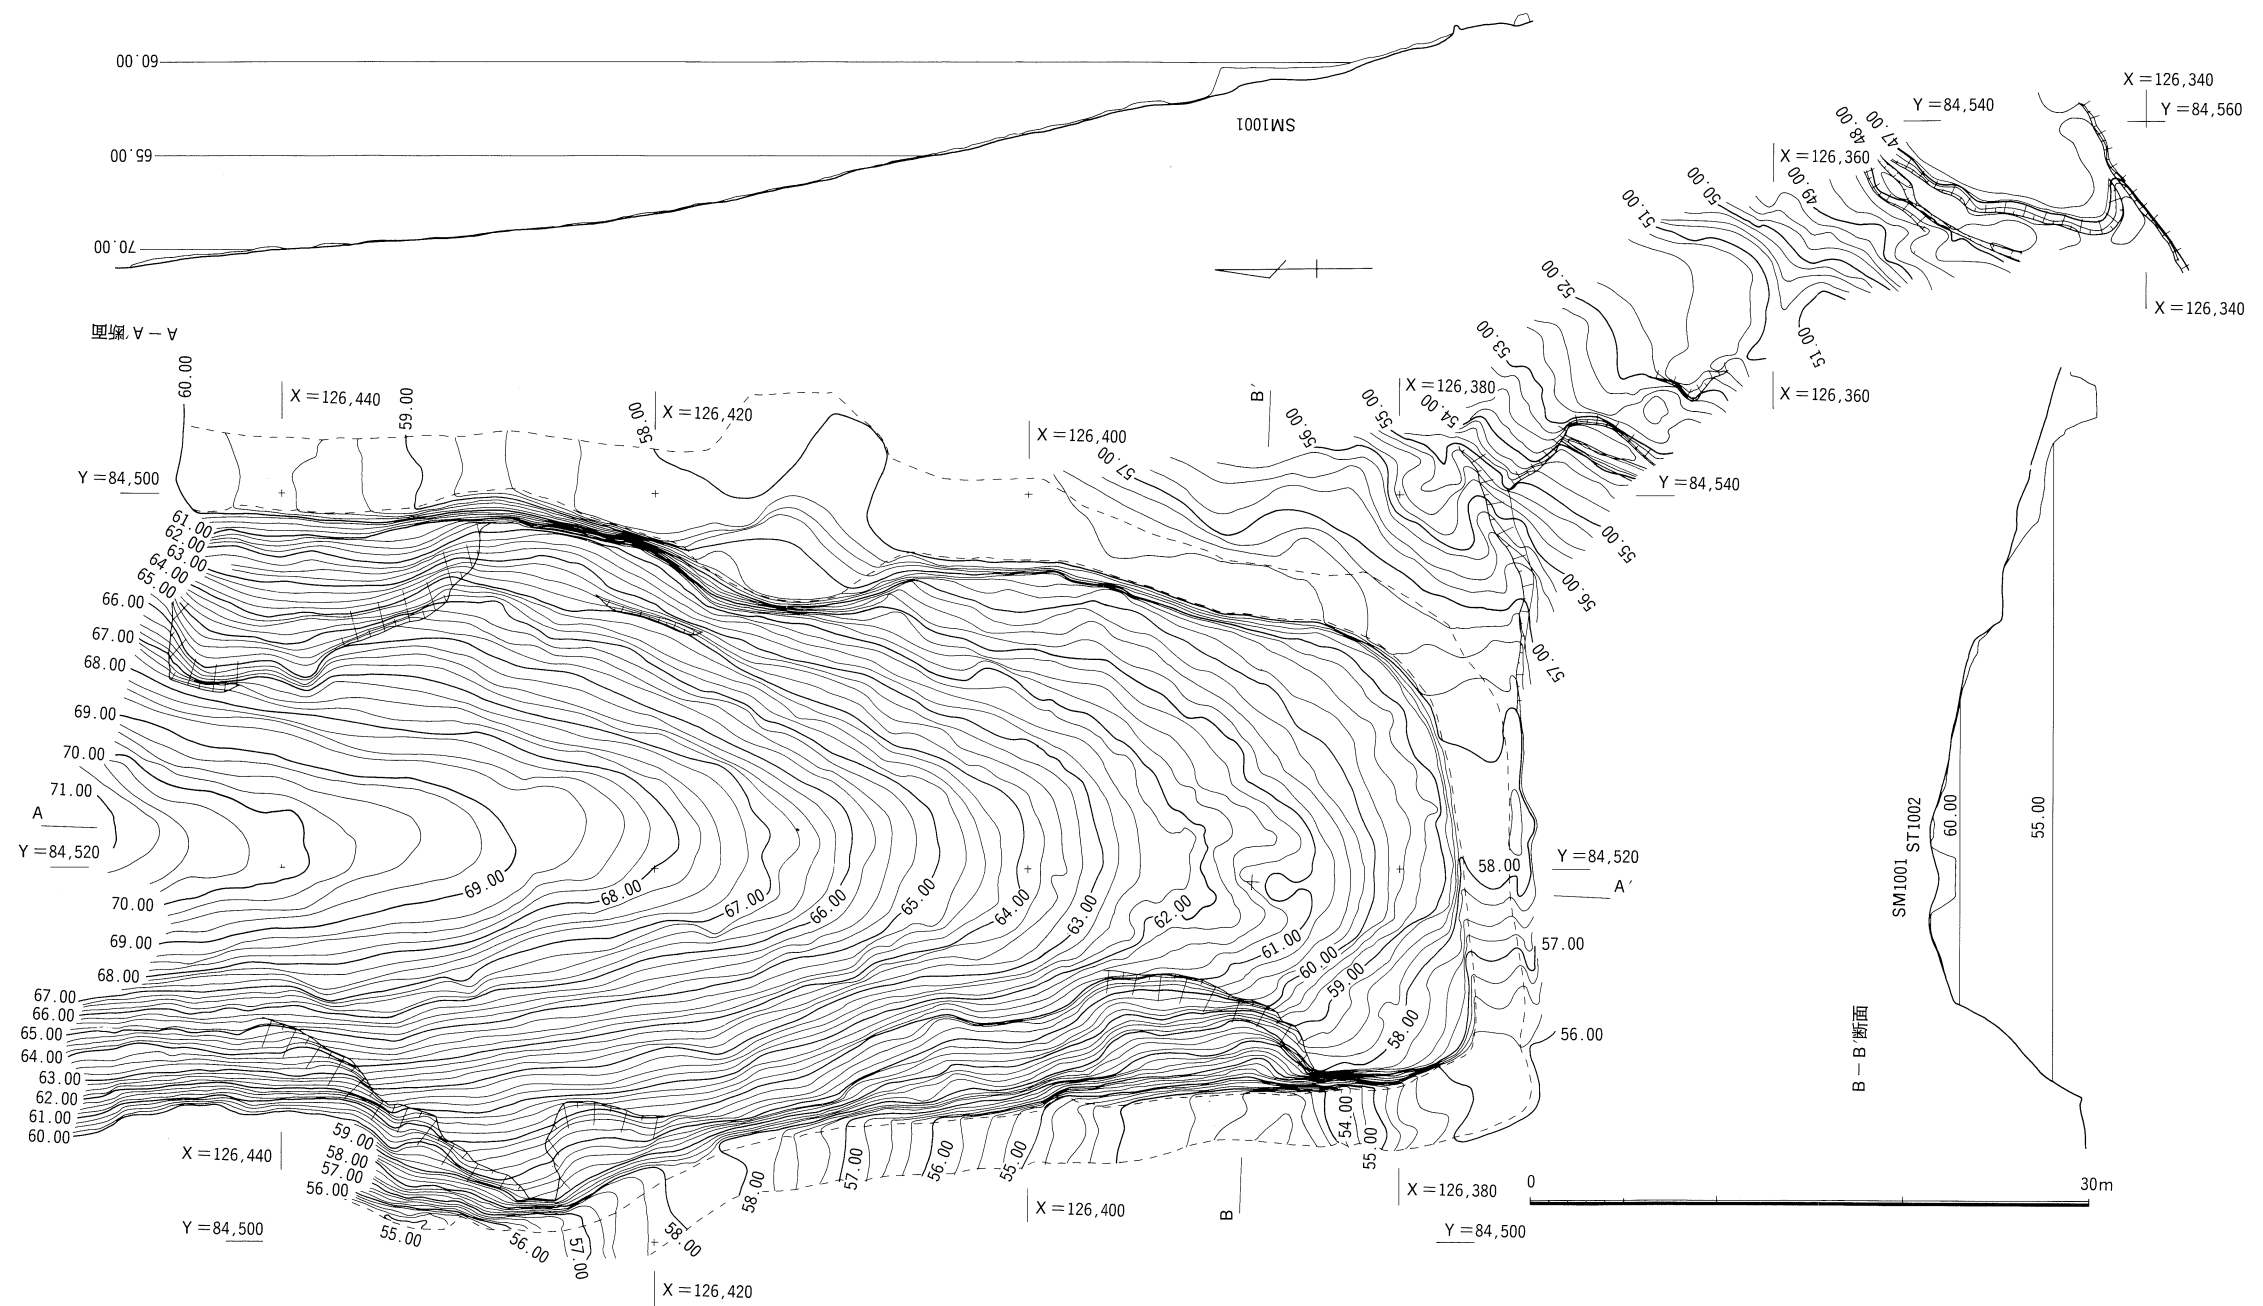 60.00
65.00
70.00
SM1001
A－A′断面
X＝126,340
Y＝84,560
Y＝84,540
X＝126,360
47.00
48.00
49.00
50.00
51.00
52.00
53.00
54.00
55.00
56.00
57.00
X＝126,340
51.00
X＝126,360
X＝126,380
B′
X＝126,400
X＝126,420
58.00
59.00
X＝126,440
60.00
Y＝84,500
Y＝84,540
55.00
56.00
57.00
61.00
62.00
63.00
64.00
65.00
66.00
67.00
68.00
69.00
70.00
71.00
A
Y＝84,520
70.00
69.00
68.00
67.00
66.00
65.00
64.00
63.00
62.00
61.00
60.00
69.00
68.00
67.00
66.00
65.00
64.00
63.00
62.00
61.00
60.00
59.00
58.00
58.00
Y＝84,520
A′
57.00
56.00
SM1001
ST1002
60.00
55.00
B－B′断面
59.00
58.00
57.00
56.00
55.00
56.00
57.00
58.00
58.00
57.00
56.00
55.00
54.00
55.00
X＝126,440
Y＝84,500
X＝126,420
X＝126,400
B
X＝126,380
Y＝84,500
0
30m